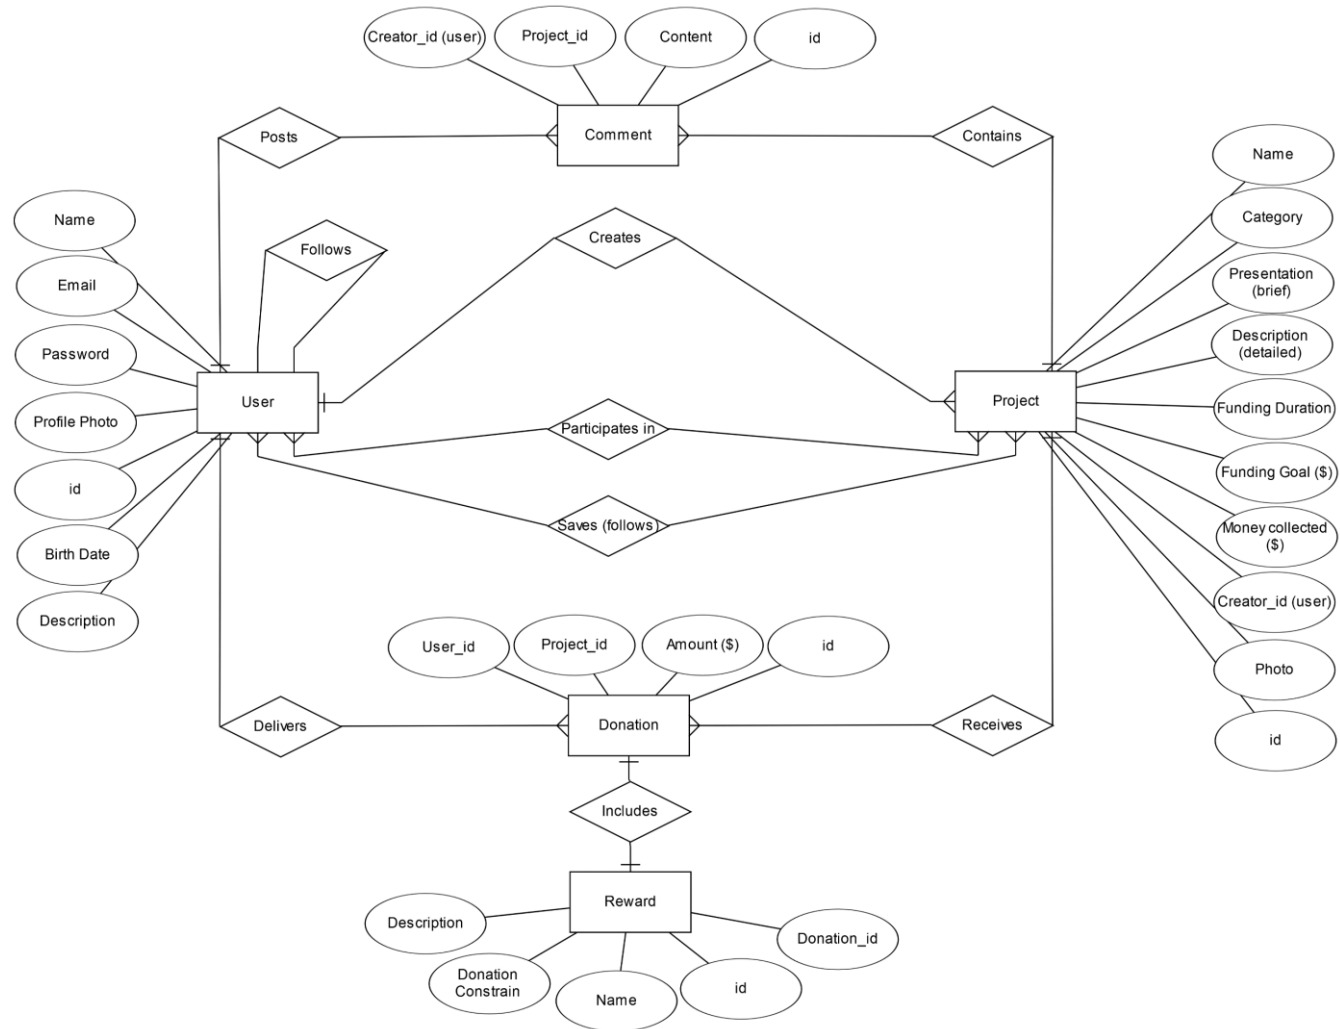 Creator_id (user)
Project_id
Content
id
Posts
Comment
Contains
Name
Category
Presentation
(brief)
Description
(detailed)
Funding Duration
Funding Goal ($)
Money collected
($)
Creator_id (user)
Photo
id
Name
Email
Password
Profile Photo
id
Birth Date
Description
Follows
Creates
User
Project
Participates in
Saves (follows)
User_id
Project_id
Amount ($)
id
Delivers
Donation
Receives
Includes
Reward
Description
Donation
Constrain
Name
id
Donation_id